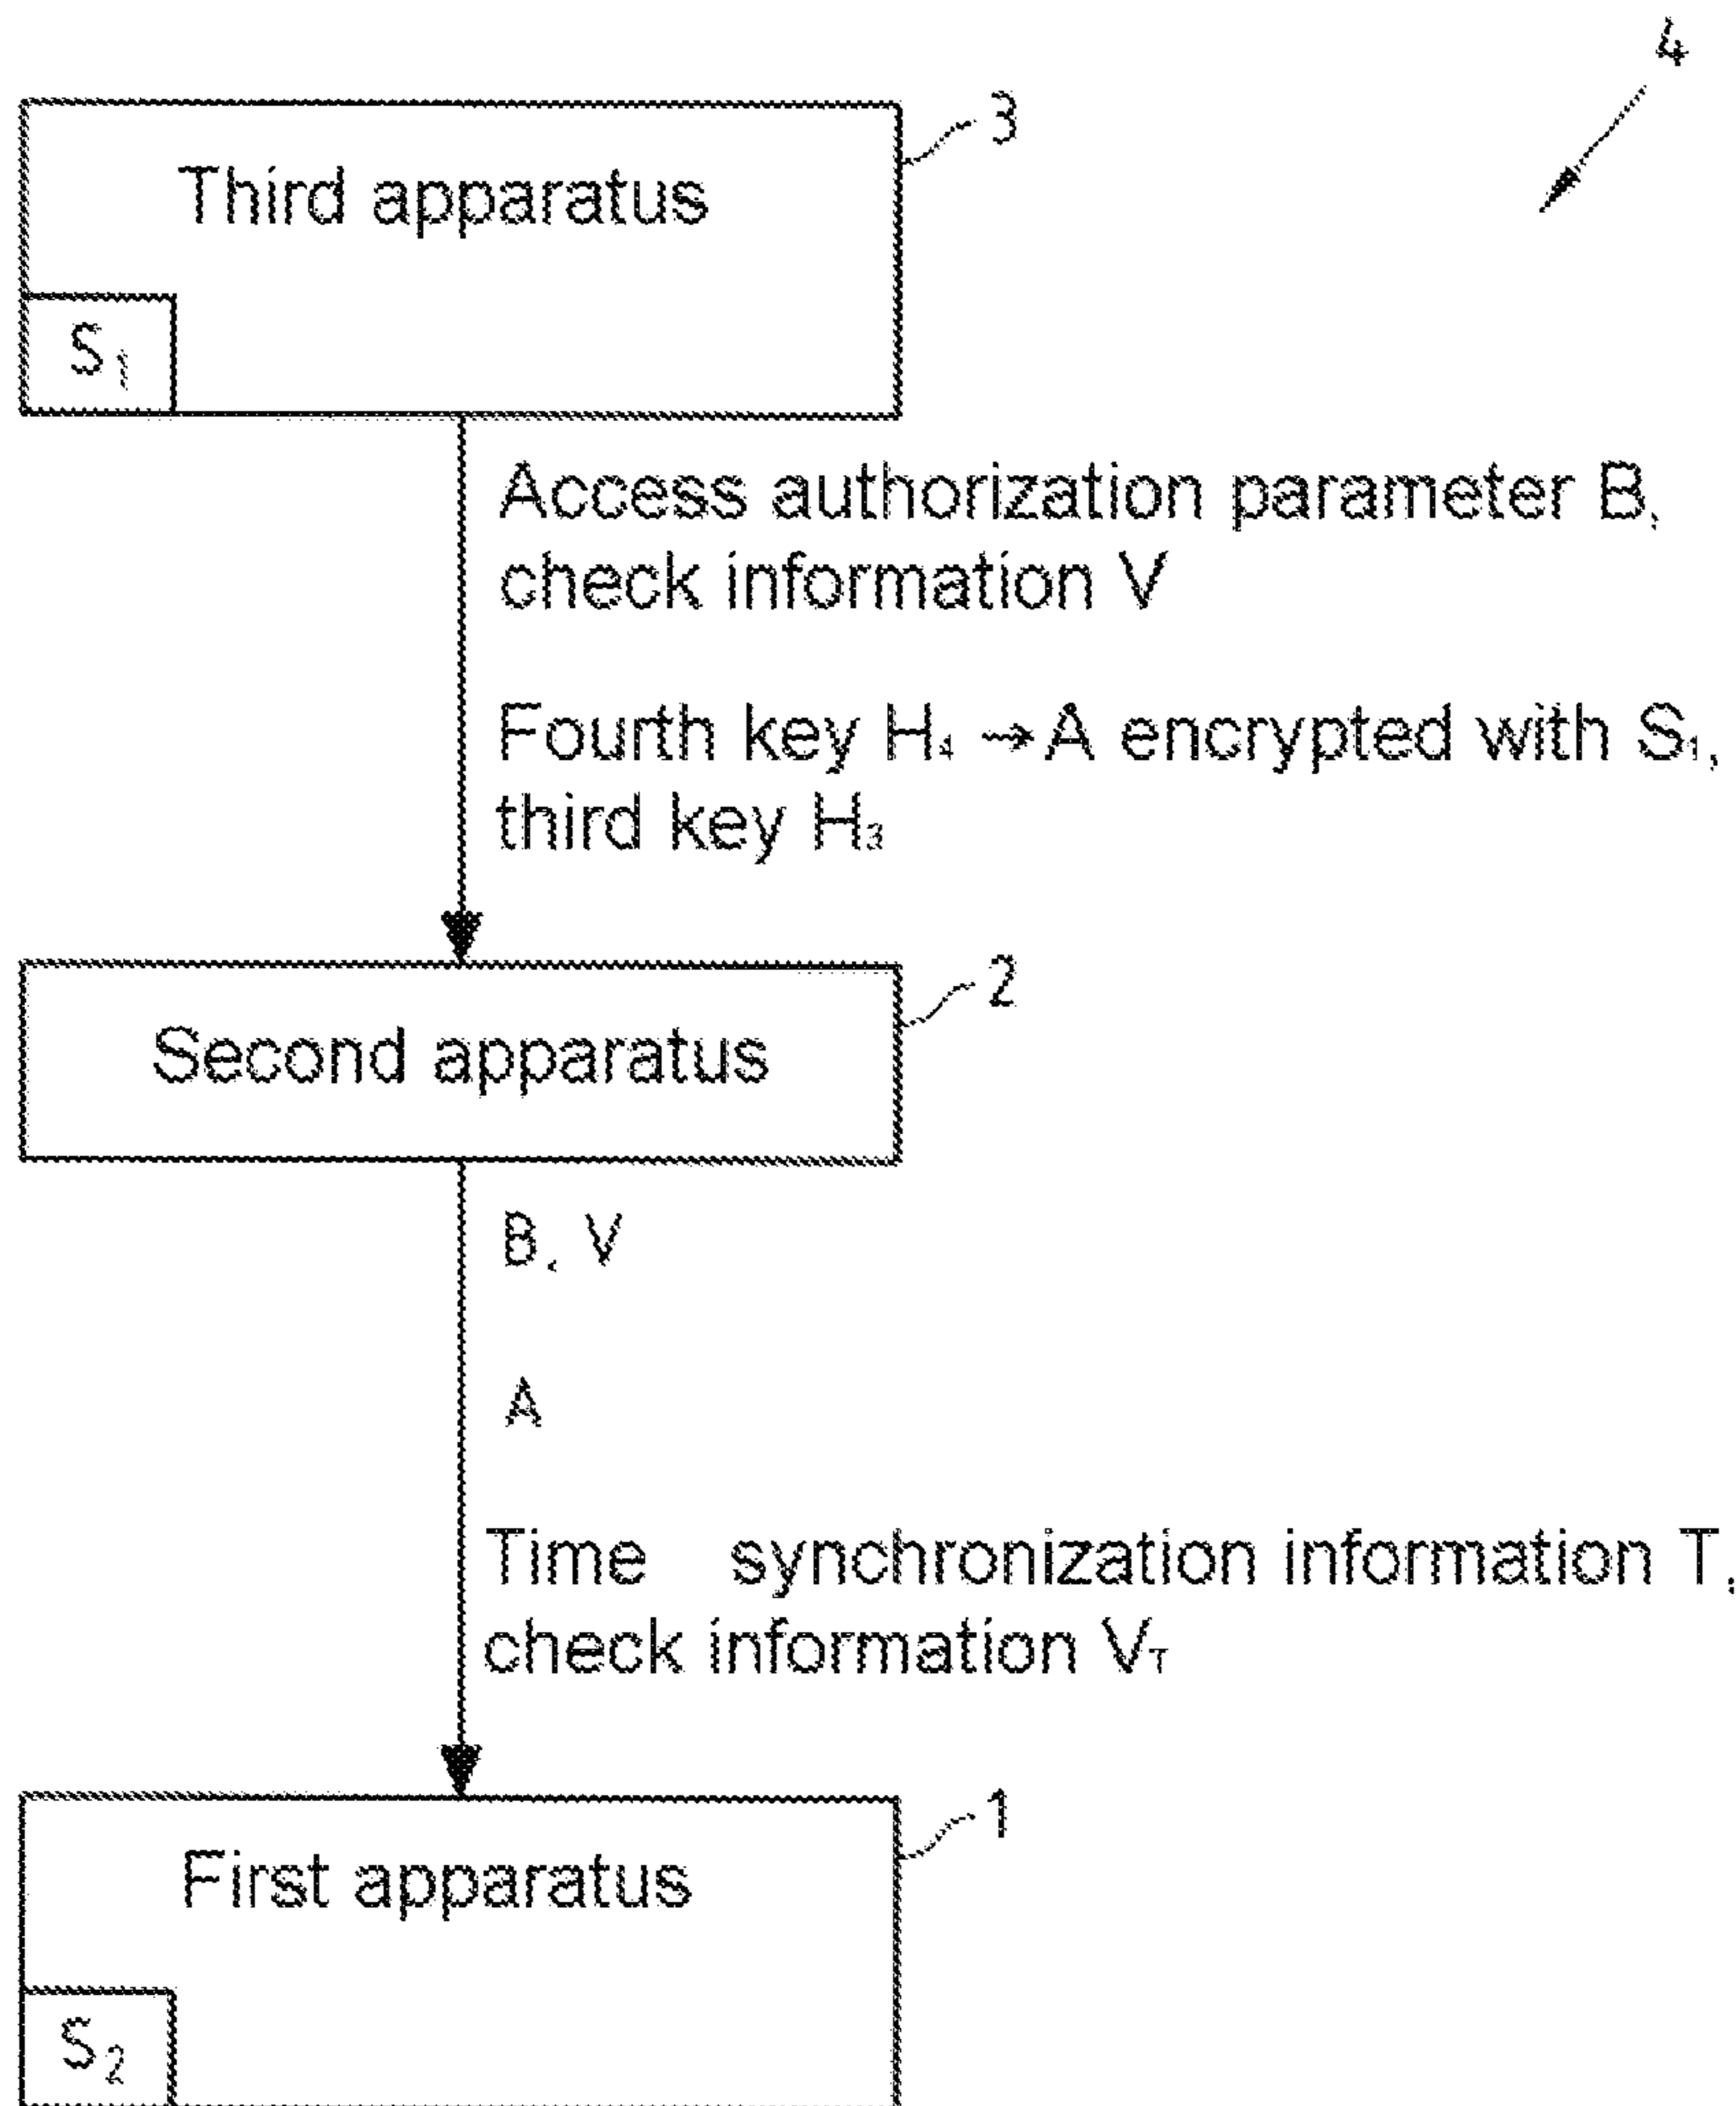 4
3
Third apparatus
S₁
Access authorization parameter B,
check information V
Fourth key H₄ → A encrypted with S₁,
third key H₃
2
Second apparatus
B, V
A
Time synchronization information T,
check information V_T
1
First apparatus
S₂